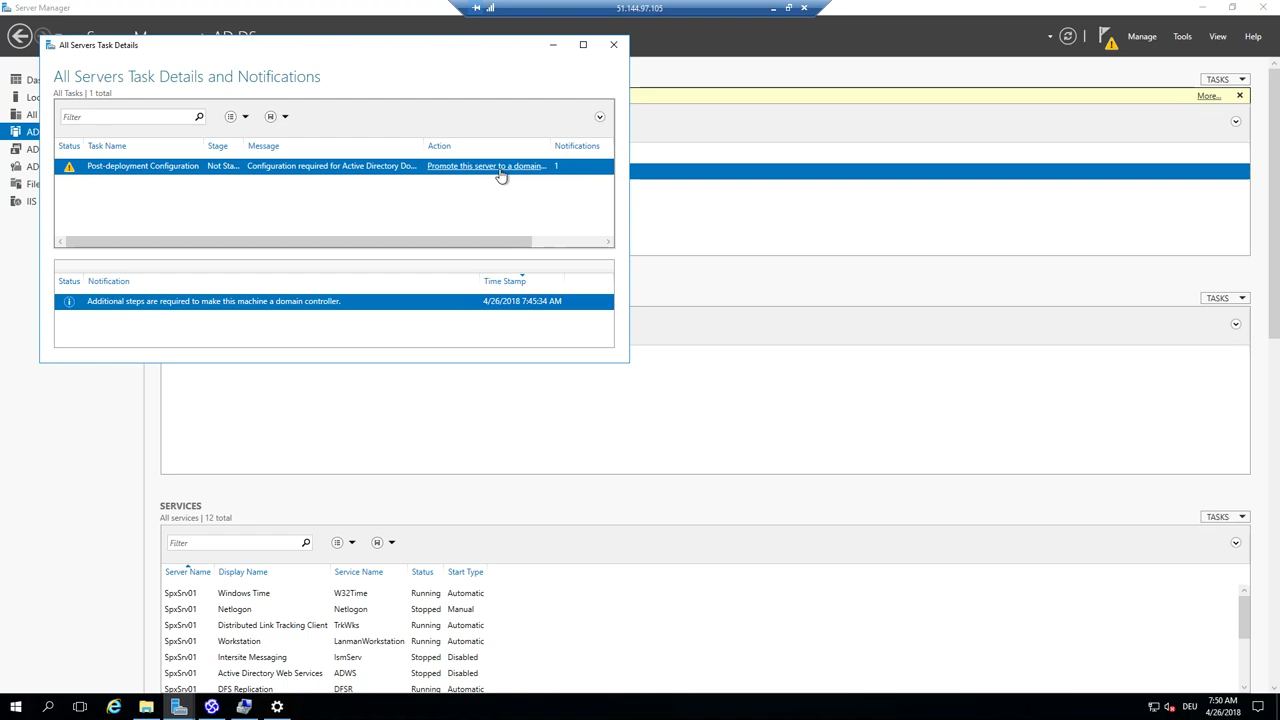 Server Manager
51.144.97.105
AD DS
Manage
Tools
View
Help
All Servers Task Details
All Servers Task Details and Notifications
All Tasks | 1 total
Filter
Status
Task Name
Stage
Message
Action
Notifications
Post-deployment Configuration
Not Sta...
Configuration required for Active Directory Do...
Promote this server to a domain...
1
Status
Notification
Time Stamp
Additional steps are required to make this machine a domain controller.
4/26/2018 7:45:34 AM
Da
Loc
All
AD
AD
AD
File
IIS
TASKS
More...
TASKS
SERVICES
All services | 12 total
TASKS
Filter
Server Name Display Name Service Name Status Start Type
SpxSrv01 Windows Time W32Time Running Automatic
SpxSrv01 Netlogon Netlogon Stopped Manual
SpxSrv01 Distributed Link Tracking Client TrkWks Running Automatic
SpxSrv01 Workstation LanmanWorkstation Running Automatic
SpxSrv01 Intersite Messaging IsmServ Stopped Disabled
SpxSrv01 Active Directory Web Services ADWS Stopped Disabled
SpxSrv01 DFS Replication DFSR Running Automatic
DEU
7:50 AM
4/26/2018